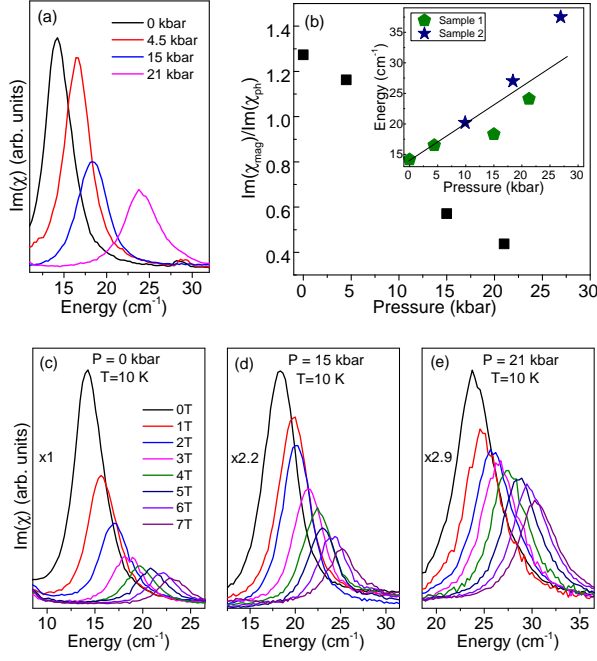 (a)
0 kbar
4.5 kbar
15 kbar
21 kbar
Im(χ) (arb. units)
15 20 25 30
Energy (cm⁻¹)
(b)
Im(χmag)/Im(χph)
1.4
1.2
1.0
0.8
0.6
0.4
0 5 10 15 20 25 30
Pressure (kbar)
Sample 1
Sample 2
Energy (cm⁻¹)
35
30
25
20
15
0 5 10 15 20 25 30
Pressure (kbar)
(c)
P = 0 kbar
T=10 K
x1
0T
1T
2T
3T
4T
5T
6T
7T
Im(χ) (arb. units)
10 15 20 25
Energy (cm⁻¹)
(d)
P = 15 kbar
T=10 K
x2.2
15 20 25 30
Energy (cm⁻¹)
(e)
P = 21 kbar
T=10 K
x2.9
20 25 30 35
Energy (cm⁻¹)